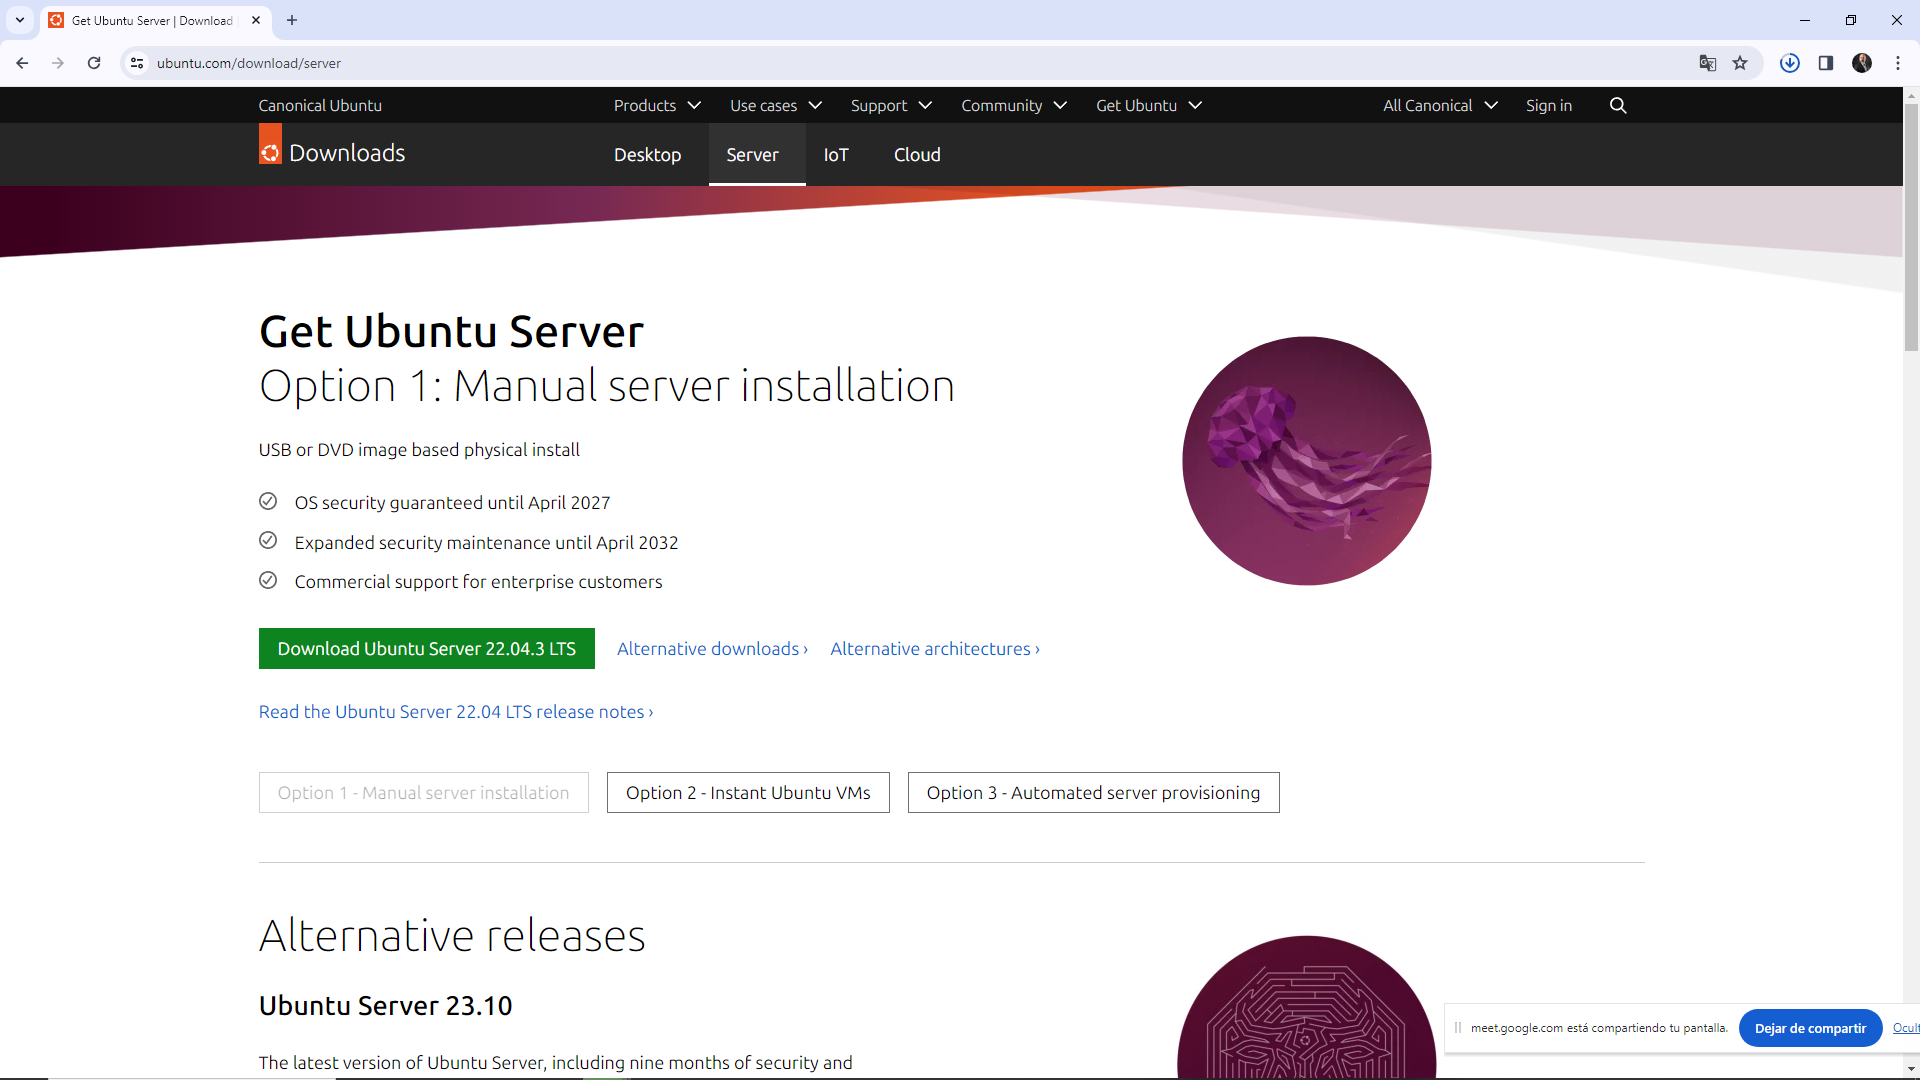 Get Ubuntu Server | Download
ubuntu.com/download/server
Canonical Ubuntu
Products
Use cases
Support
Community
Get Ubuntu
All Canonical
Sign in
Downloads
Desktop
Server
IoT
Cloud
Get Ubuntu Server
Option 1: Manual server installation
USB or DVD image based physical install
OS security guaranteed until April 2027
Expanded security maintenance until April 2032
Commercial support for enterprise customers
Download Ubuntu Server 22.04.3 LTS
Alternative downloads ›
Alternative architectures ›
Read the Ubuntu Server 22.04 LTS release notes ›
Option 1 - Manual server installation
Option 2 - Instant Ubuntu VMs
Option 3 - Automated server provisioning
Alternative releases
Ubuntu Server 23.10
The latest version of Ubuntu Server, including nine months of security and
meet.google.com está compartiendo tu pantalla.
Dejar de compartir
Ocult